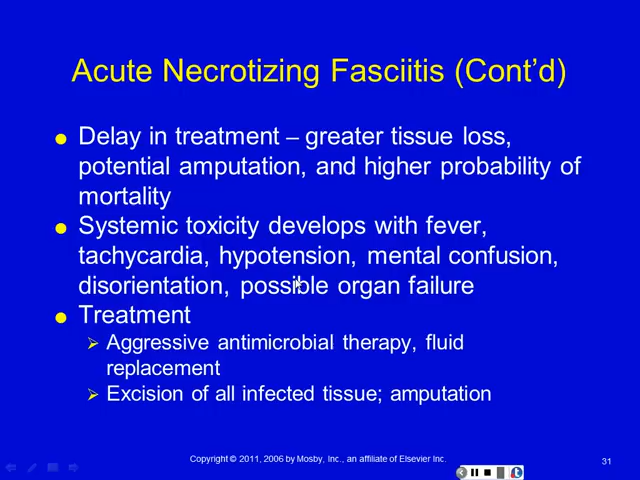 Acute Necrotizing Fasciitis (Cont’d)
● Delay in treatment – greater tissue loss,
potential amputation, and higher probability of
mortality
● Systemic toxicity develops with fever,
tachycardia, hypotension, mental confusion,
disorientation, possible organ failure
● Treatment
➢ Aggressive antimicrobial therapy, fluid
replacement
➢ Excision of all infected tissue; amputation
Copyright © 2011, 2006 by Mosby, Inc., an affiliate of Elsevier Inc.
31